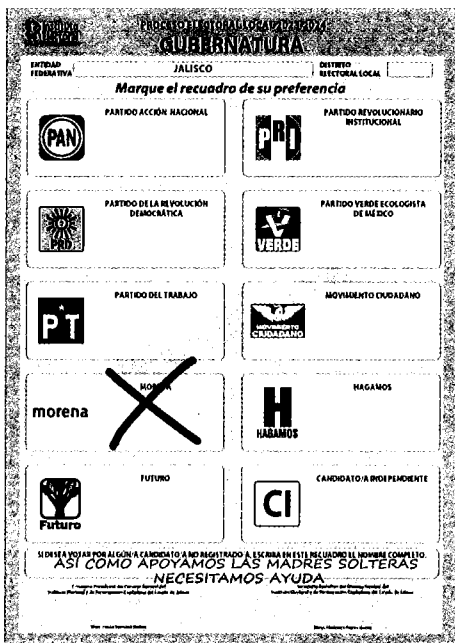 PROCESO ELECTORAL LOCAL 2023-2024
GUBERNATURA
ENTIDAD FEDERATIVA
JALISCO
DISTRITO ELECTORAL LOCAL
Marque el recuadro de su preferencia
PAN
PARTIDO ACCIÓN NACIONAL
PRI
PARTIDO REVOLUCIONARIO
INSTITUCIONAL
PRD
PARTIDO DE LA REVOLUCIÓN
DEMOCRÁTICA
VERDE
PARTIDO VERDE ECOLOGISTA
DE MÉXICO
PT
PARTIDO DEL TRABAJO
MOVIMIENTO
CIUDADANO
MOVIMIENTO CIUDADANO
morena
MORENA
H
HAGAMOS
HAGAMOS
Futuro
FUTURO
CI
CANDIDATO/A INDEPENDIENTE
SI DESEA VOTAR POR ALGÚN/A CANDIDATO/A NO REGISTRADO/A, ESCRIBA EN ESTE RECUADRO EL NOMBRE COMPLETO.
ASÍ COMO APOYAMOS LAS MADRES SOLTERAS
NECESITAMOS AYUDA